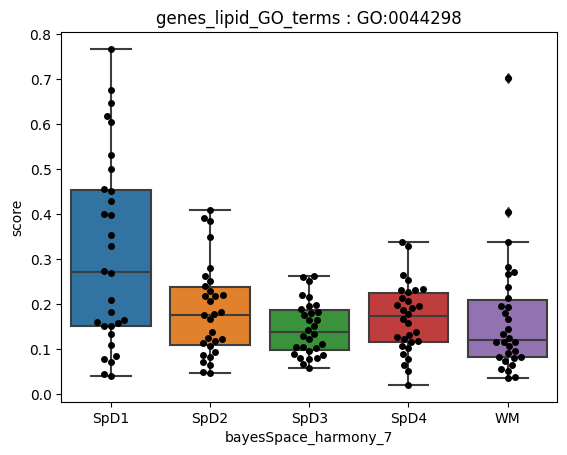 genes_lipid_GO_terms : GO:0044298
score
0.8
0.7
0.6
0.5
0.4
0.3
0.2
0.1
0.0
SpD1 SpD2 SpD3 SpD4 WM
bayesSpace_harmony_7